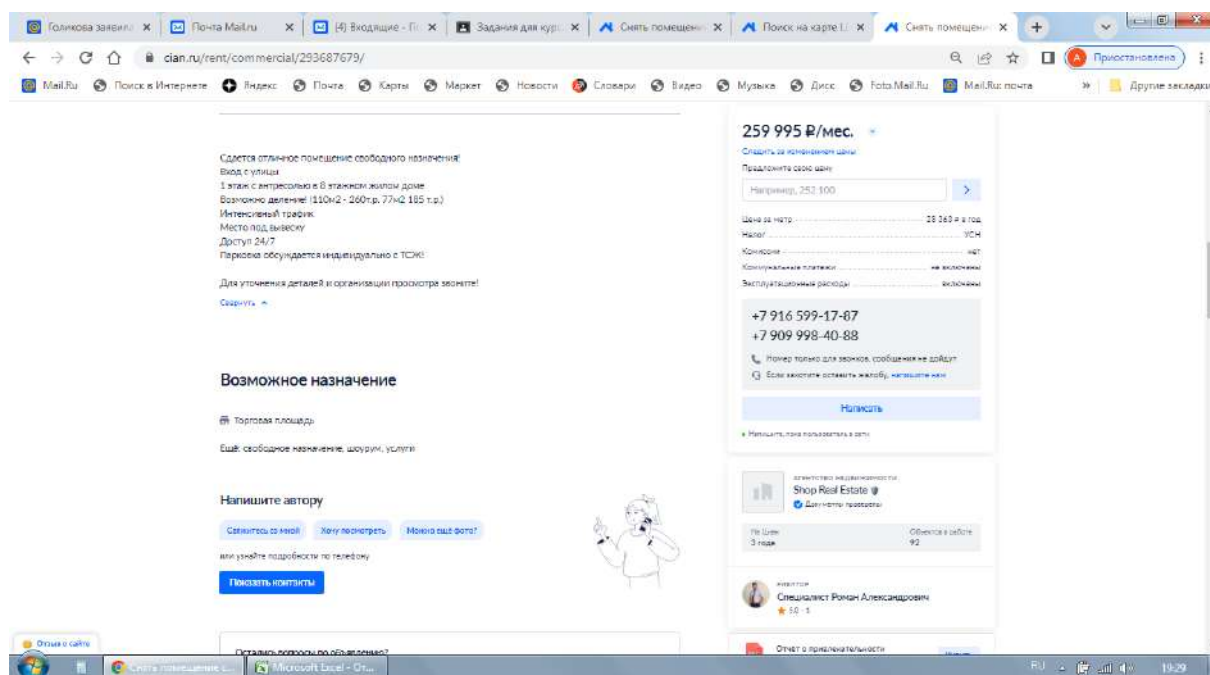 Голикова заявил
Почта Mail.ru
(4) Входящие - П
Задания для кур
Снять помещени
Поиск на карте
Снять помещени
cian.ru/rent/commercial/293687679/
Приостановлена
Mail.Ru
Поиск в Интернете
Яндекс
Почта
Карты
Маркет
Новости
Словари
Видео
Музыка
Диск
Foto.Mail.Ru
Mail.Ru: почта
»
Другие закладки
Сдается отличное помещение свободного назначения!
Вход с улицы
1 этаж с антресолью в 8 этажном жилом доме
Возможно деление! (110м2 - 260т.р. 77м2 185 т.р.)
Интенсивный трафик
Место под вывеску
Доступ 24/7
Парковка обсуждается индивидуально с ТСЖ!
Для уточнения деталей и организации просмотра звоните!
Свернуть
Возможное назначение
Торговая площадь
Ещё: свободное назначение, шоурум, услуги
Напишите автору
Свяжитесь со мной
Хочу посмотреть
Можно ещё фото?
или узнайте подробности по телефону
Показать контакты
Остались вопросы по объявлению?
259 995 ₽/мес.
Следить за изменением цены
Предложите свою цену
Например, 252 100
Цена за метр 28 363 ₽ в год
Налог УСН
Комиссии нет
Коммунальные платежи не включены
Эксплуатационные расходы включены
+7 916 599-17-87
+7 909 998-40-88
Номер только для звонков, сообщения не дойдут
Если захотите оставить жалобу, напишите нам
Написать
Напишите, пока пользователь в сети
АГЕНТСТВО НЕДВИЖИМОСТИ
Shop Real Estate
Документы проверены
На Циан
3 года
Объектов в работе
92
РИЕЛТОР
Специалист Роман Александрович
5.0 · 1
Отчет о привлекательности
Отзыв о сайте
Снять помещение с...
Microsoft Excel - От...
RU
19:29